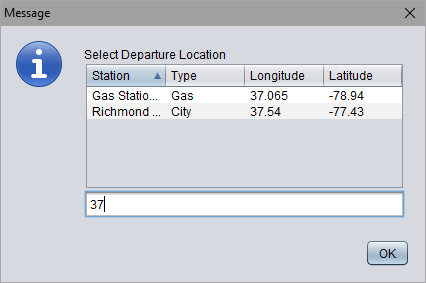 Message
Select Departure Location
Station Type Longitude Latitude
Gas Statio... Gas 37.065 -78.94
Richmond ... City 37.54 -77.43
37
OK